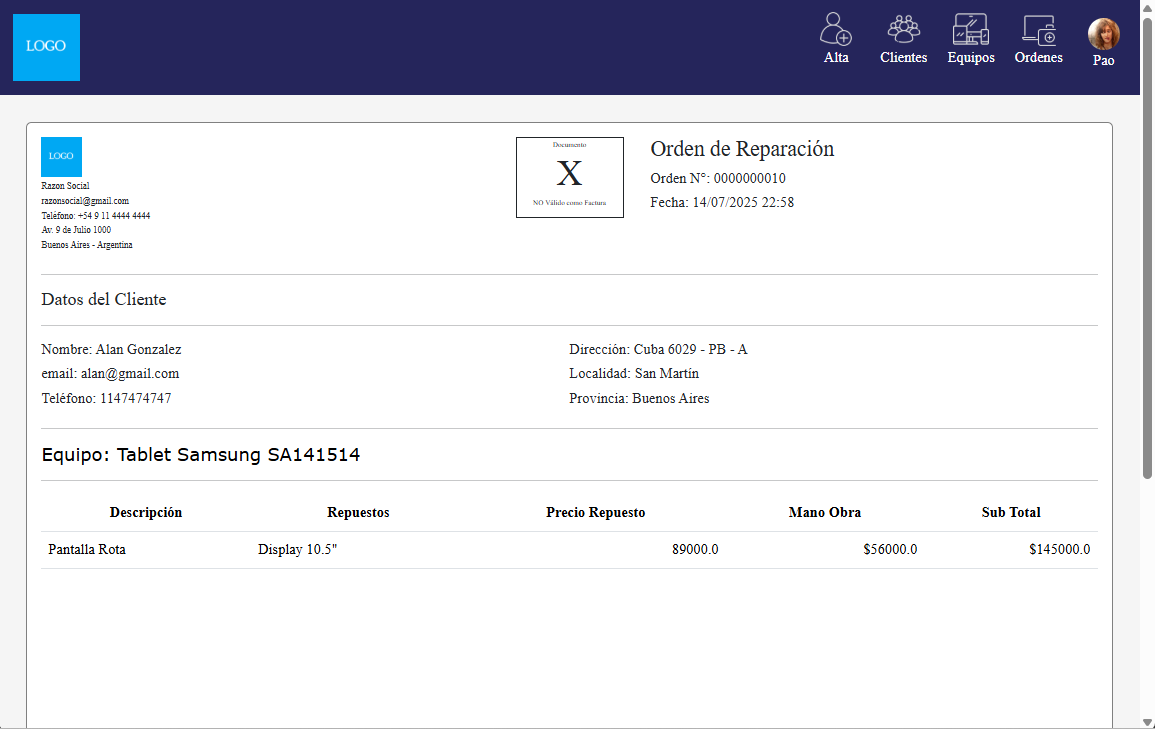 LOGO
Alta
Clientes
Equipos
Ordenes
Pao
LOGO
Razon Social
razonsocial@gmail.com
Teléfono: +54 9 11 4444 4444
Av. 9 de Julio 1000
Buenos Aires - Argentina
Documento
X
NO Válido como Factura
Orden de Reparación
Orden N°: 0000000010
Fecha: 14/07/2025 22:58
Datos del Cliente
Nombre: Alan Gonzalez
email: alan@gmail.com
Teléfono: 1147474747
Dirección: Cuba 6029 - PB - A
Localidad: San Martín
Provincia: Buenos Aires
Equipo: Tablet Samsung SA141514
Descripción Repuestos Precio Repuesto Mano Obra Sub Total
Pantalla Rota Display 10.5" 89000.0 $56000.0 $145000.0